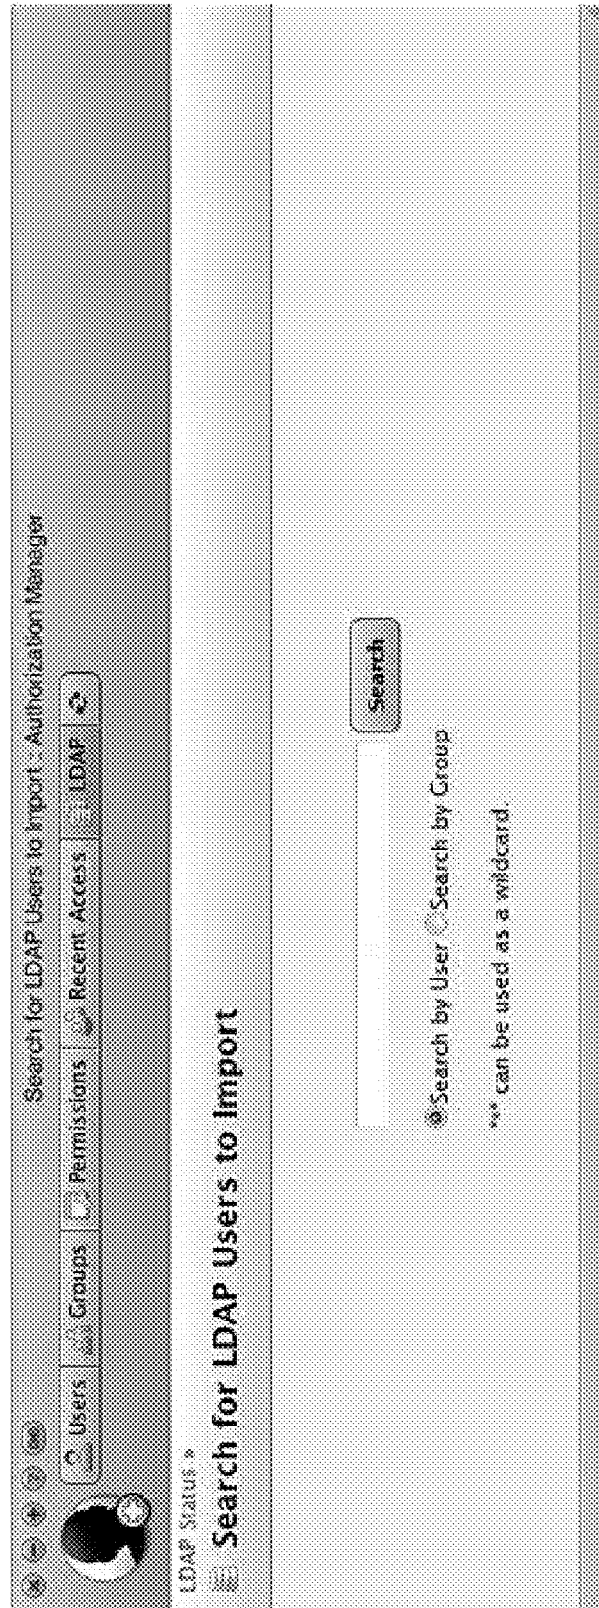 Search for LDAP Users to Import : Authorization Manager
Users Groups Permissions Recent Access LDAP
LDAP Status »
Search for LDAP Users to Import
Search
Search by User Search by Group
"*" can be used as a wildcard.